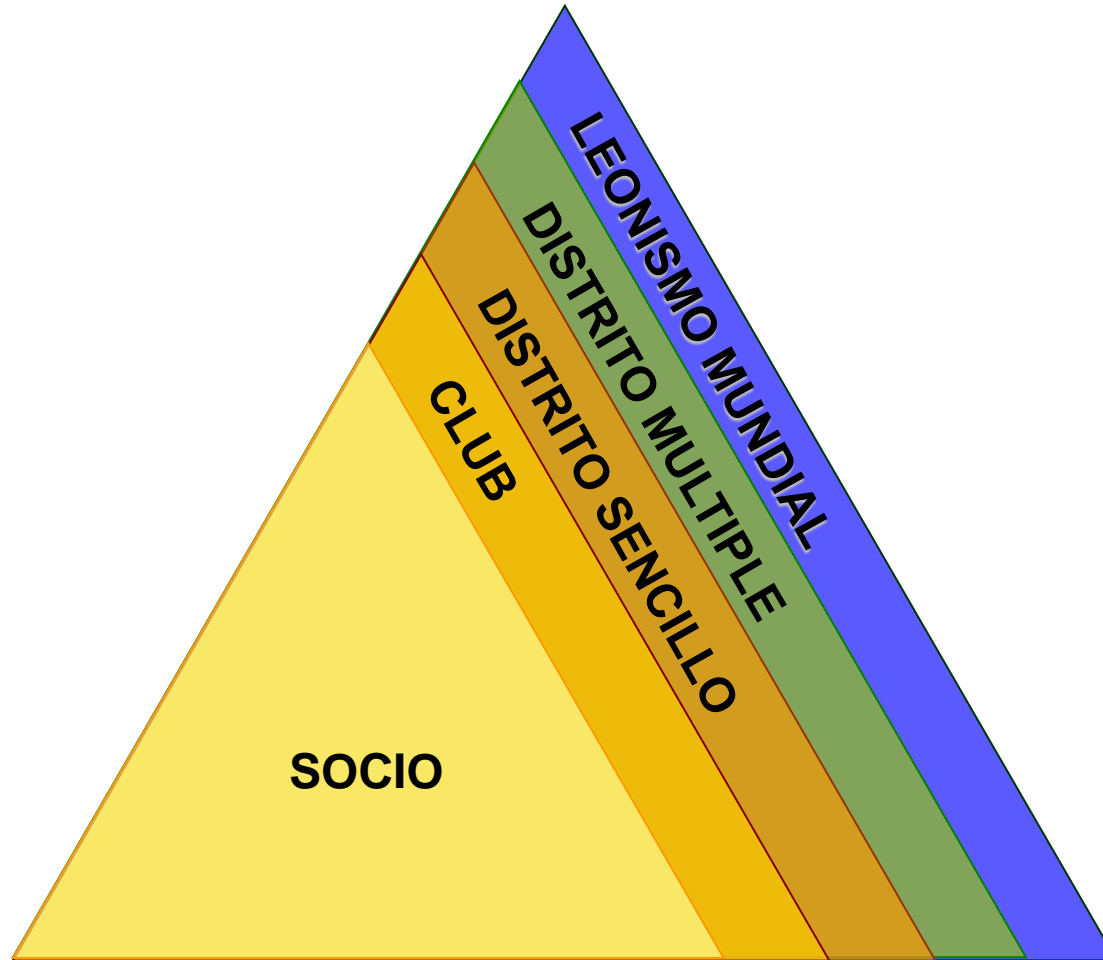 LEONISMO MUNDIAL
DISTRITO MULTIPLE
DISTRITO SENCILLO
CLUB
SOCIO